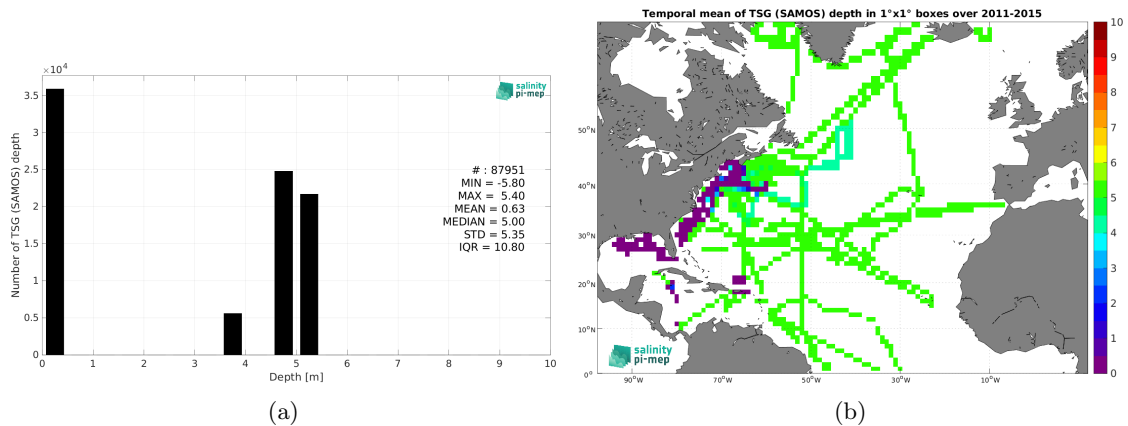 ×10⁴
3.5
3
2.5
2
1.5
1
0.5
0
0 1 2 3 4 5 6 7 8 9 10
Number of TSG (SAMOS) depth
Depth [m]
salinity
pi-mep
# : 87951
MIN = -5.80
MAX = 5.40
MEAN = 0.63
MEDIAN = 5.00
STD = 5.35
IQR = 10.80
(a)
Temporal mean of TSG (SAMOS) depth in 1°x1° boxes over 2011-2015
50°N
40°N
30°N
20°N
10°N
0°
90°W 70°W 50°W 30°W 10°W
salinity
pi-mep
10
9
8
7
6
5
4
3
2
1
0
(b)